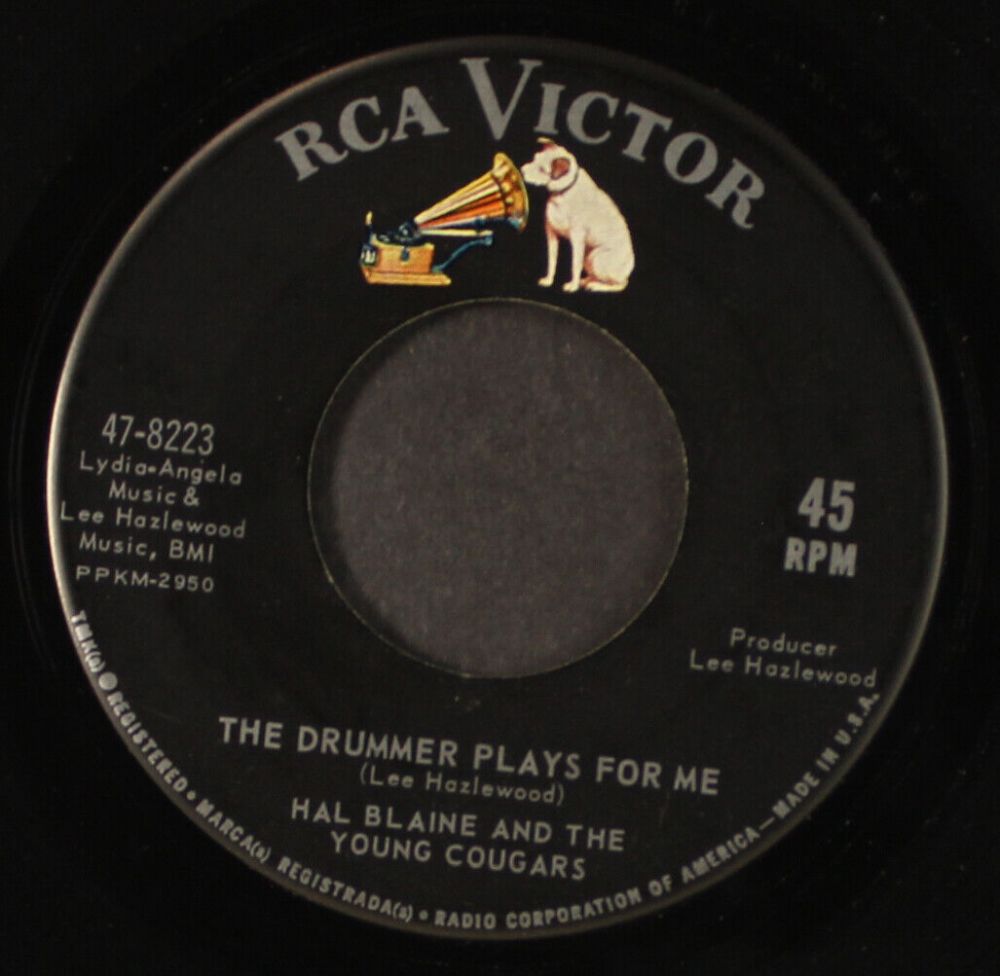 RCA VICTOR
47-8223
Lydia-Angela
Music &
Lee Hazlewood
Music, BMI
PPKM-2950
45
RPM
Producer
Lee Hazlewood
THE DRUMMER PLAYS FOR ME
(Lee Hazlewood)
HAL BLAINE AND THE
YOUNG COUGARS
TMK(s) ® REGISTERED • MARCA(s) REGISTRADA(s) • RADIO CORPORATION OF AMERICA—MADE IN U.S.A.